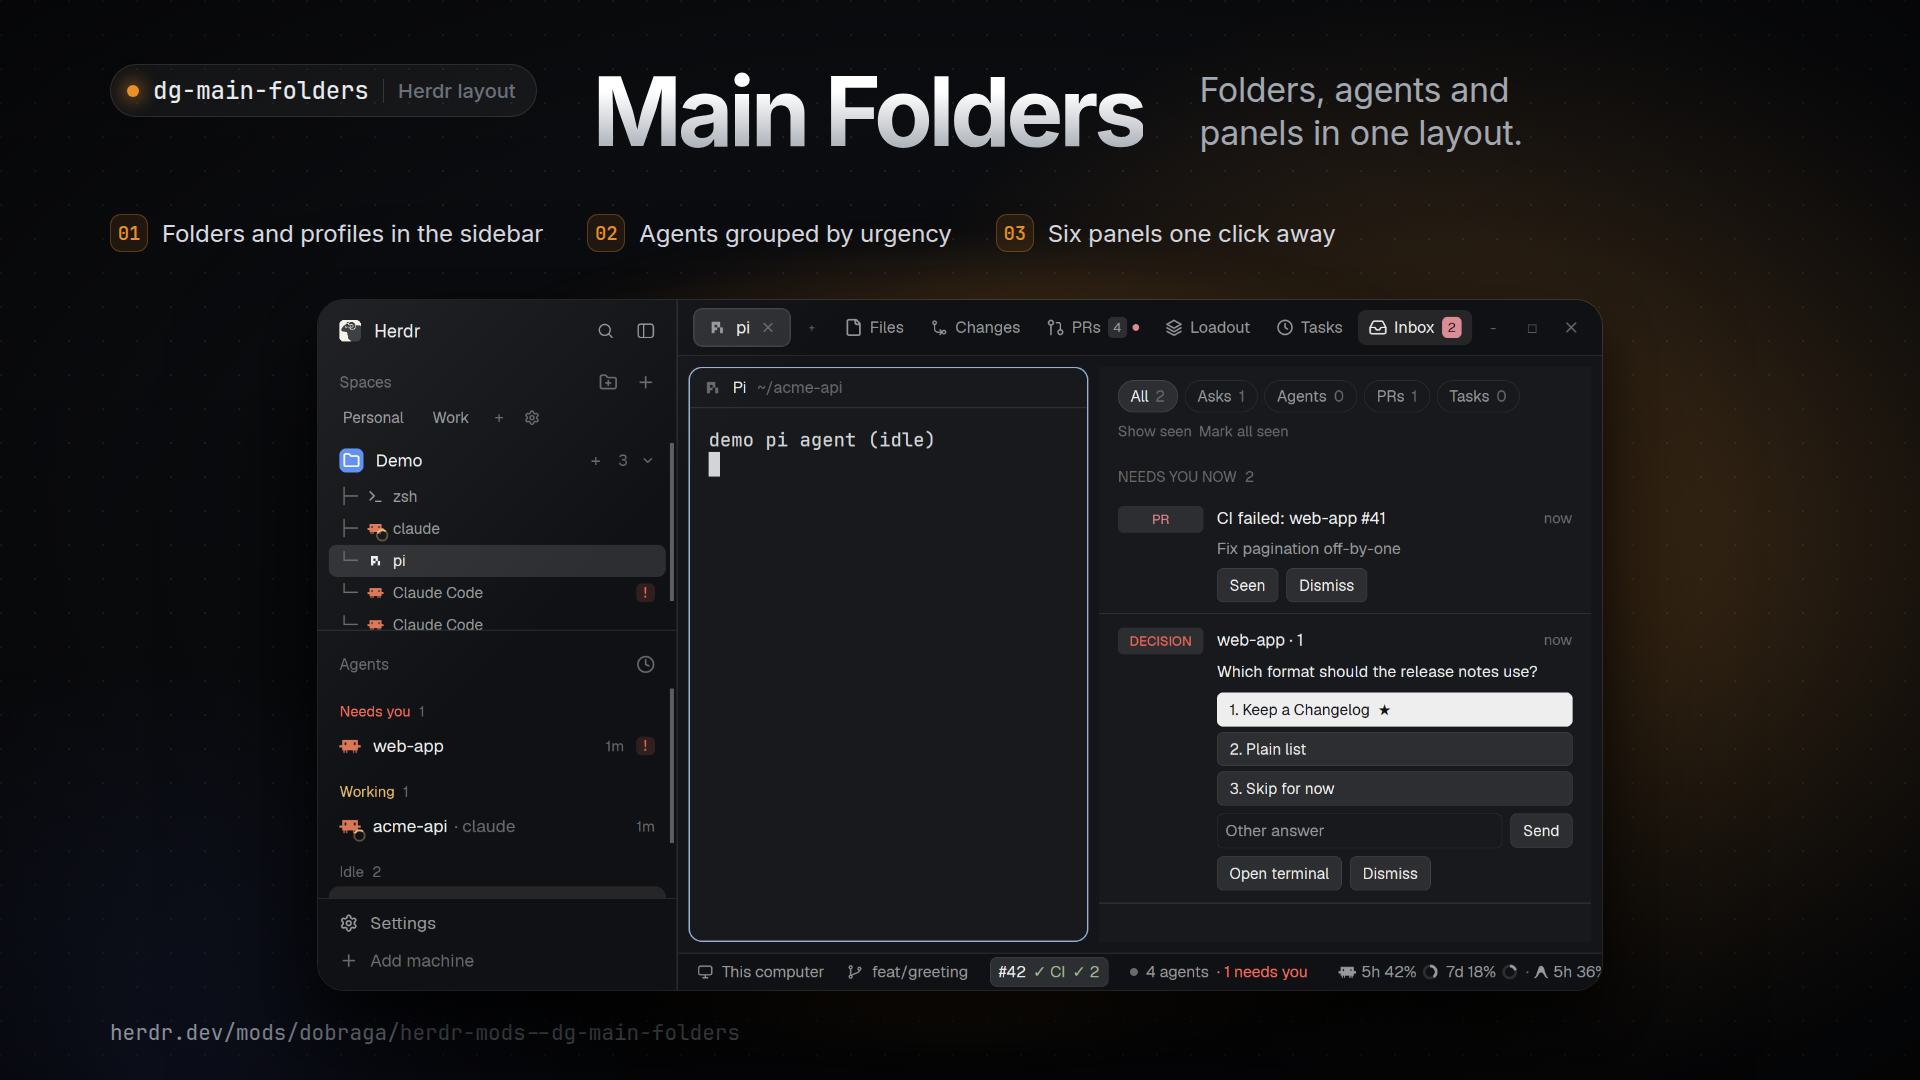 dg-main-folders Herdr layout
Main Folders
Folders, agents and
panels in one layout.
01 Folders and profiles in the sidebar
02 Agents grouped by urgency
03 Six panels one click away
Herdr
Spaces
Personal Work +
Demo + 3
zsh
claude
pi
Claude Code !
Claude Code
Agents
Needs you 1
web-app 1m !
Working 1
acme-api · claude 1m
Idle 2
Settings
+ Add machine
pi × + Files Changes PRs 4 Loadout Tasks Inbox 2
Pi ~/acme-api
demo pi agent (idle)
All 2 Asks 1 Agents 0 PRs 1 Tasks 0
Show seen Mark all seen
NEEDS YOU NOW 2
PR CI failed: web-app #41 now
Fix pagination off-by-one
Seen Dismiss
DECISION web-app · 1 now
Which format should the release notes use?
1. Keep a Changelog ★
2. Plain list
3. Skip for now
Other answer Send
Open terminal Dismiss
This computer feat/greeting #42 ✓ CI ✓ 2 4 agents · 1 needs you 5h 42% 7d 18% · 5h 36%
herdr.dev/mods/dobraga/herdr-mods--dg-main-folders